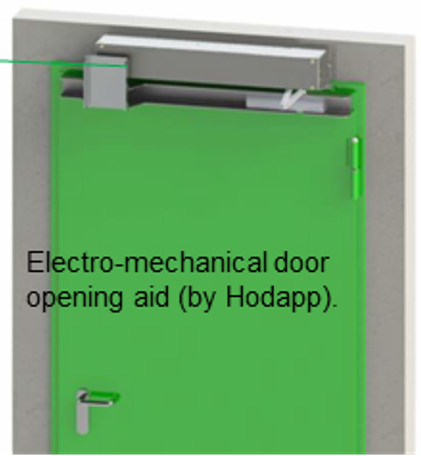 Electro-mechanical door
opening aid (by Hodapp).